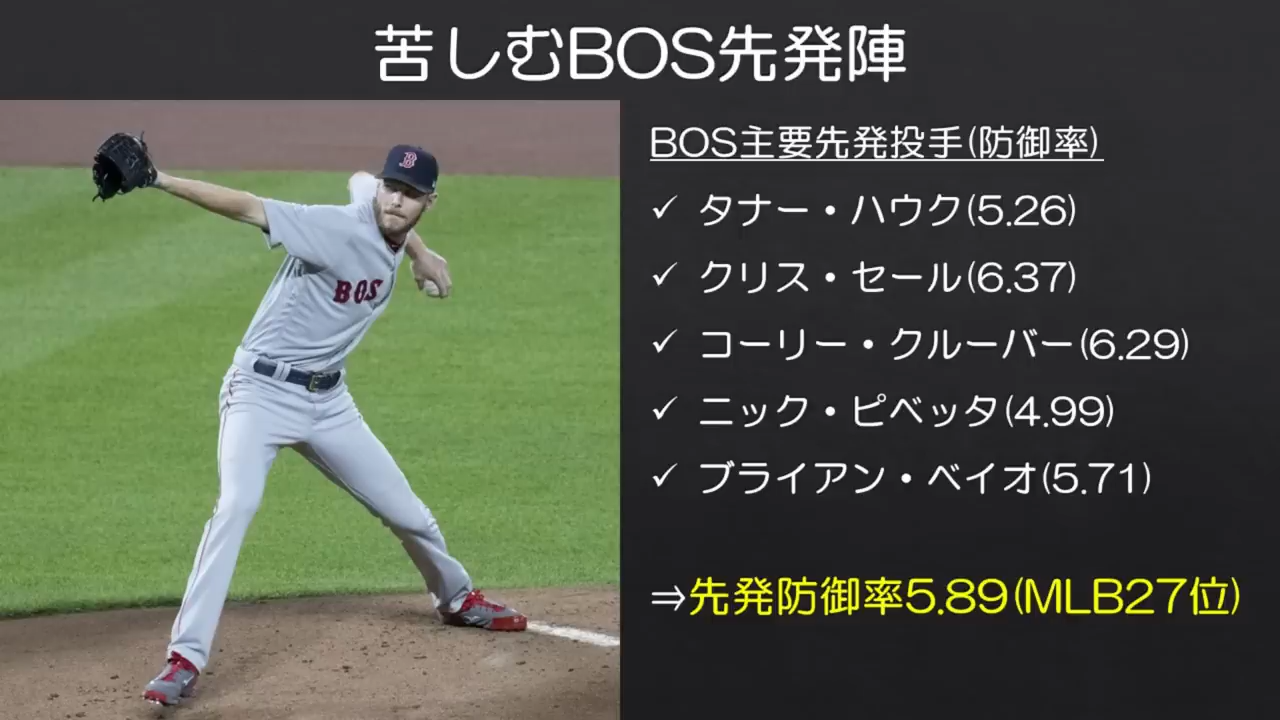 苦しむBOS先発陣
BOS主要先発投手(防御率)
✓ タナー・ハウク(5.26)
✓ クリス・セール(6.37)
✓ コーリー・クルーバー(6.29)
✓ ニック・ピベッタ(4.99)
✓ ブライアン・ベイオ(5.71)
⇒先発防御率5.89(MLB27位)
B
BOS